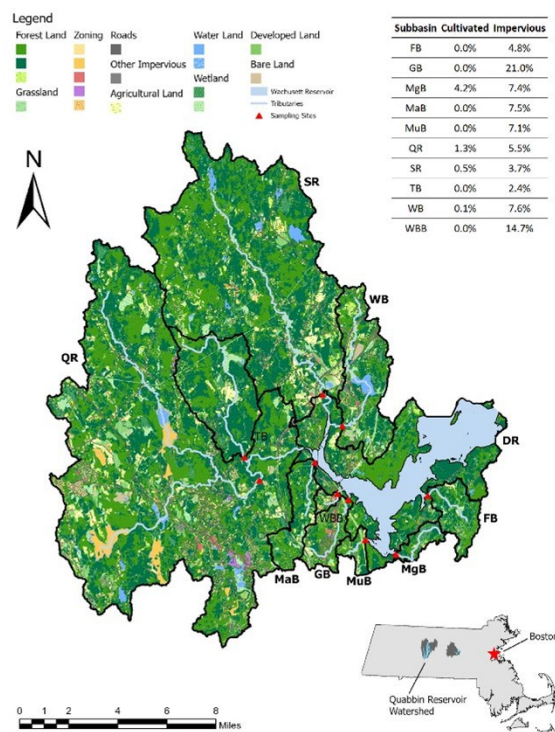 Legend
Forest Land Zoning Roads Water Land Developed Land
Other Impervious Bare Land
Wetland
Grassland Agricultural Land Wachusett Reservoir
Tributaries
Sampling Sites
Subbasin Cultivated Impervious
FB 0.0% 4.8%
GB 0.0% 21.0%
MgB 4.2% 7.4%
MaB 0.0% 7.5%
MuB 0.0% 7.1%
QR 1.3% 5.5%
SR 0.5% 3.7%
TB 0.0% 2.4%
WB 0.1% 7.6%
WBB 0.0% 14.7%
N
SR
WB
QR
DR
TB
FB
WBB
MaB
GB
MuB
MgB
Boston
Quabbin Reservoir
Watershed
0 1 2 4 6 8
Miles